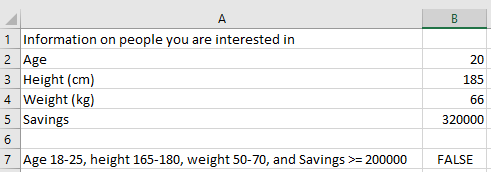 A B
1 Information on people you are interested in
2 Age 20
3 Height (cm) 185
4 Weight (kg) 66
5 Savings 320000
6
7 Age 18-25, height 165-180, weight 50-70, and Savings >= 200000 FALSE